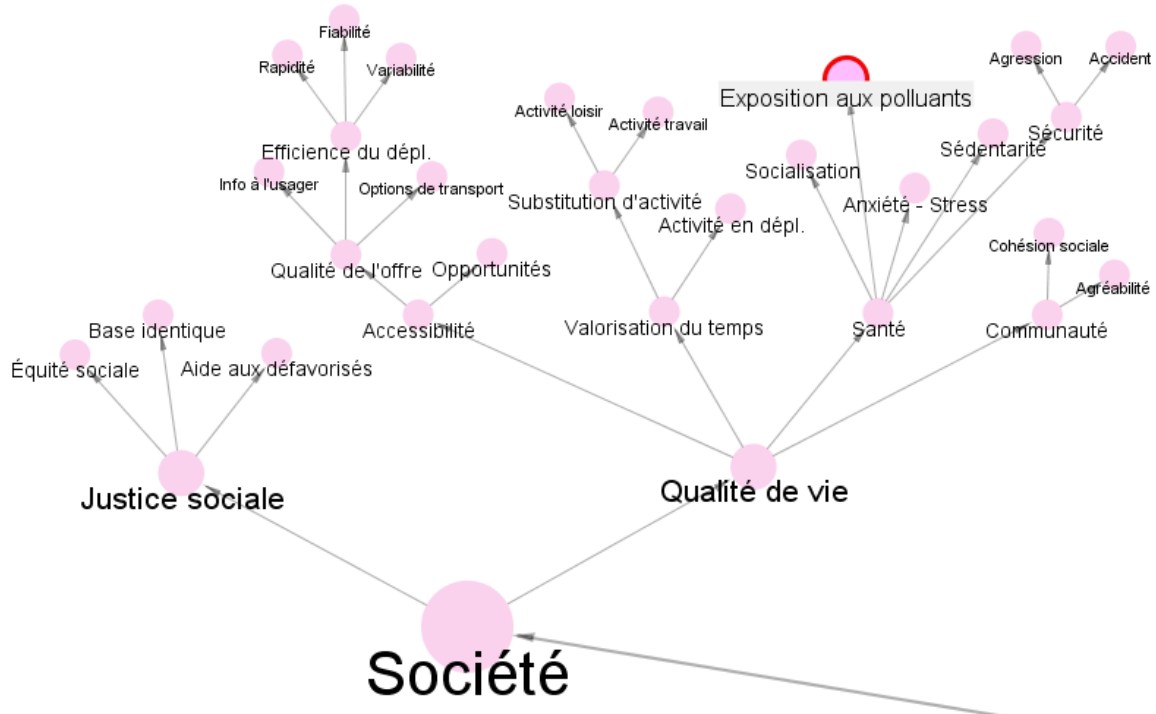 Fiabilité
Rapidité
Variabilité
Agression
Accident
Exposition aux polluants
Activité loisir
Activité travail
Sécurité
Efficience du dépl.
Sédentarité
Socialisation
Info à l'usager
Options de transport
Substitution d'activité
Anxiété - Stress
Activité en dépl.
Cohésion sociale
Qualité de l'offre
Opportunités
Agréabilité
Base identique
Accessibilité
Valorisation du temps
Santé
Communauté
Équité sociale
Aide aux défavorisés
Justice sociale
Qualité de vie
Société